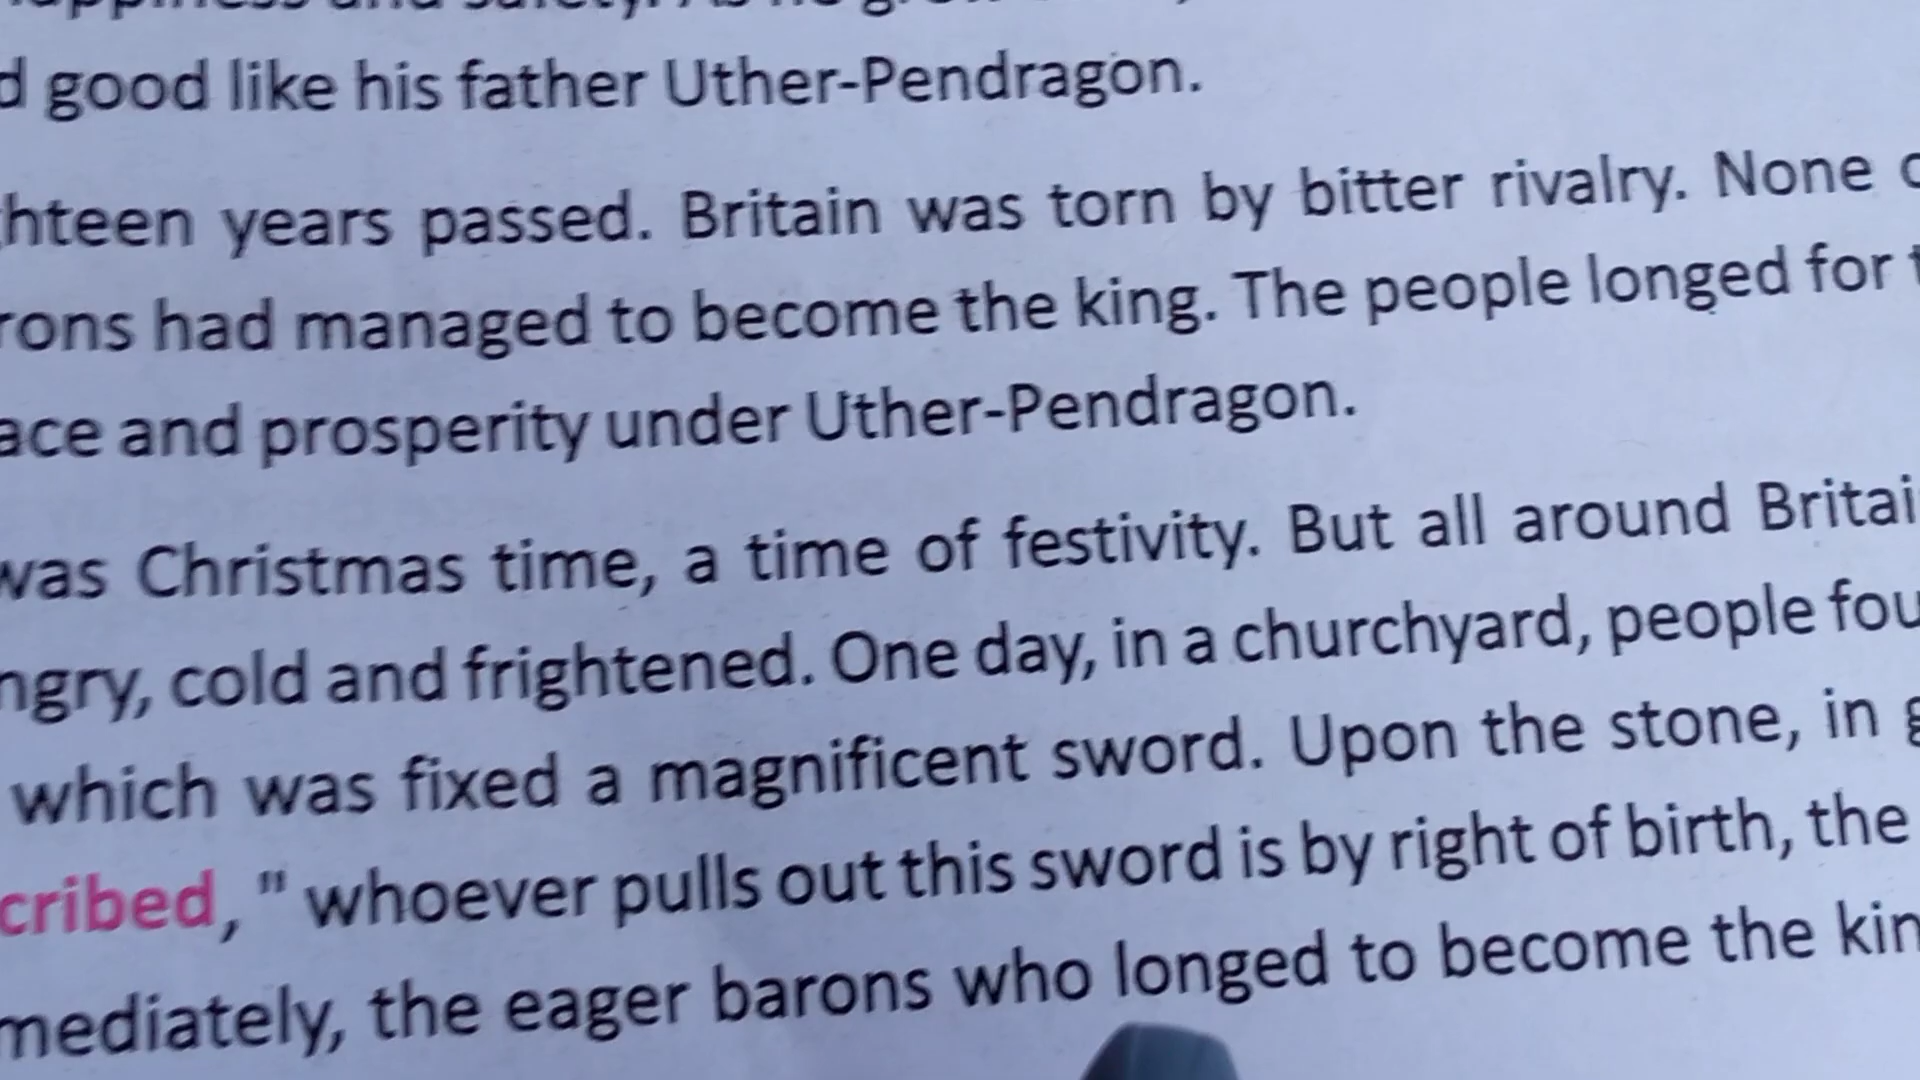 good like his father Uther-Pendragon.
hteen years passed. Britain was torn by bitter rivalry. None
rons had managed to become the king. The people longed for
ace and prosperity under Uther-Pendragon.
was Christmas time, a time of festivity. But all around Britai
ngry, cold and frightened. One day, in a churchyard, people fou
which was fixed a magnificent sword. Upon the stone, in g
cribed, " whoever pulls out this sword is by right of birth, the
mediately, the eager barons who longed to become the kin